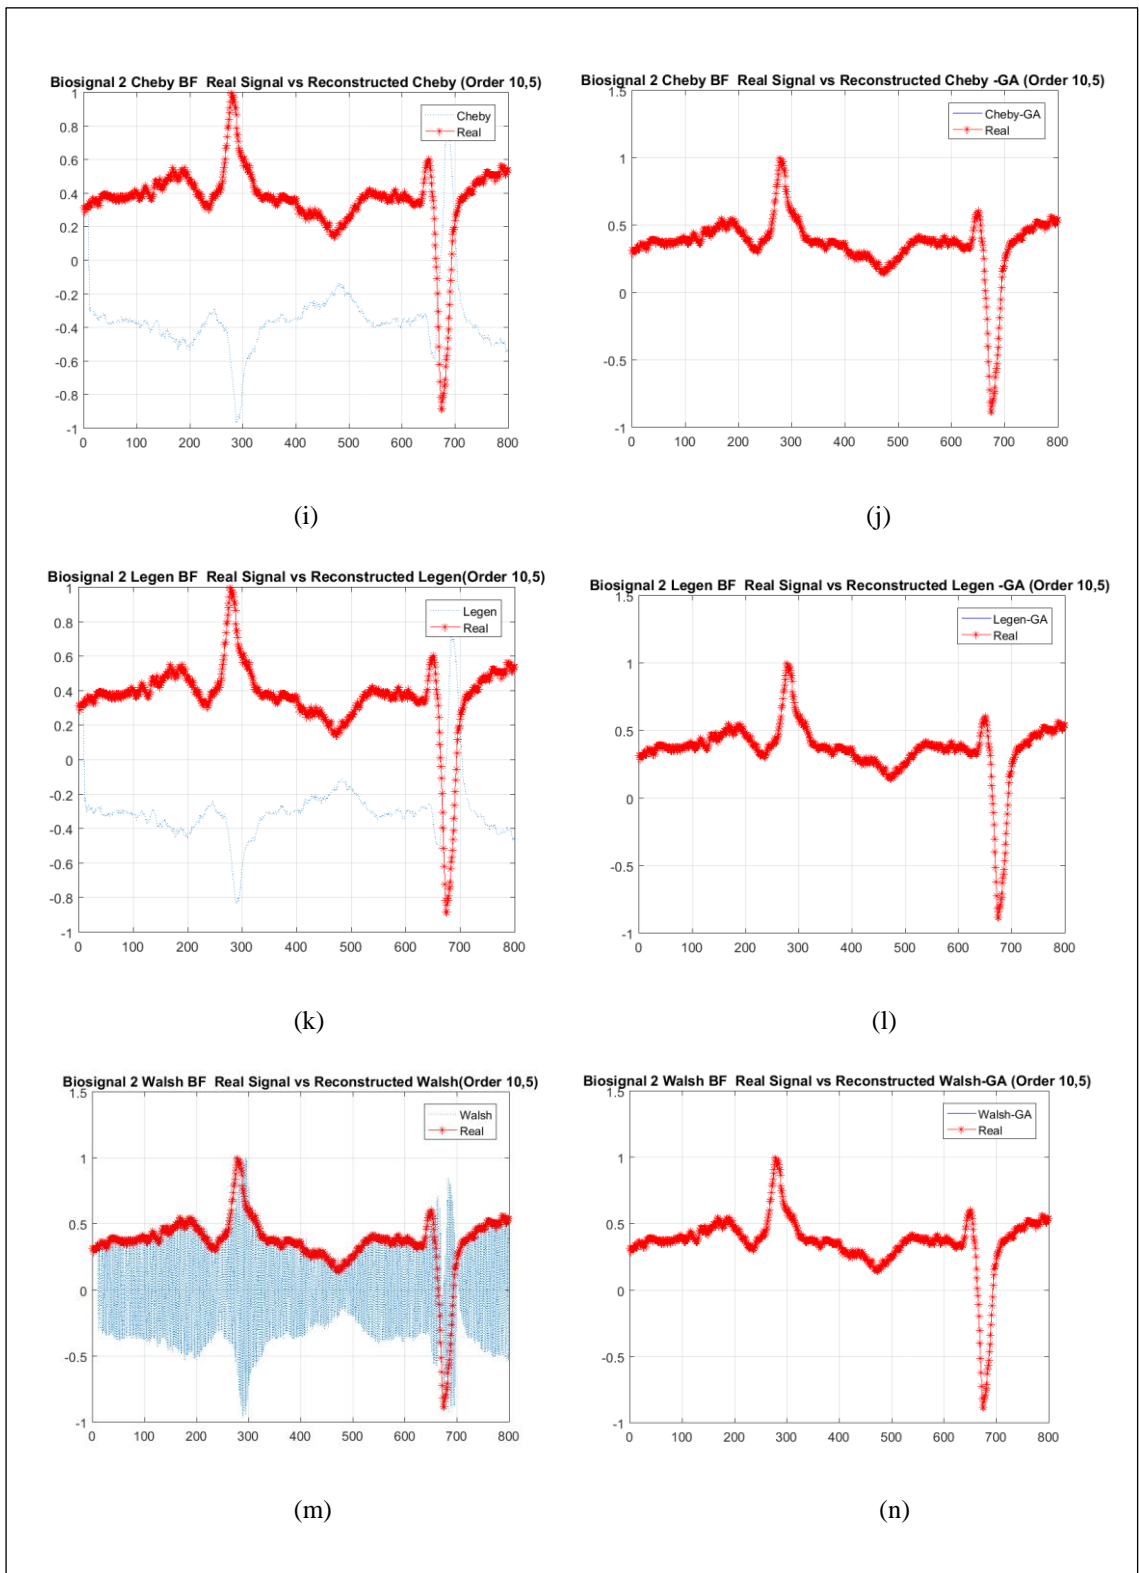 Biosignal 2 Cheby BF Real Signal vs Reconstructed Cheby (Order 10,5)
1
0.8
0.6
0.4
0.2
0
-0.2
-0.4
-0.6
-0.8
-1
0 100 200 300 400 500 600 700 800
Cheby
Real
(i)
Biosignal 2 Cheby BF Real Signal vs Reconstructed Cheby -GA (Order 10,5)
1.5
1
0.5
0
-0.5
-1
0 100 200 300 400 500 600 700 800
Cheby-GA
Real
(j)
Biosignal 2 Legen BF Real Signal vs Reconstructed Legen(Order 10,5)
1
0.8
0.6
0.4
0.2
0
-0.2
-0.4
-0.6
-0.8
-1
0 100 200 300 400 500 600 700 800
Legen
Real
(k)
Biosignal 2 Legen BF Real Signal vs Reconstructed Legen -GA (Order 10,5)
1.5
1
0.5
0
-0.5
-1
0 100 200 300 400 500 600 700 800
Legen-GA
Real
(l)
Biosignal 2 Walsh BF Real Signal vs Reconstructed Walsh(Order 10,5)
1.5
1
0.5
0
-0.5
-1
0 100 200 300 400 500 600 700 800
Walsh
Real
(m)
Biosignal 2 Walsh BF Real Signal vs Reconstructed Walsh-GA (Order 10,5)
1.5
1
0.5
0
-0.5
-1
0 100 200 300 400 500 600 700 800
Walsh-GA
Real
(n)